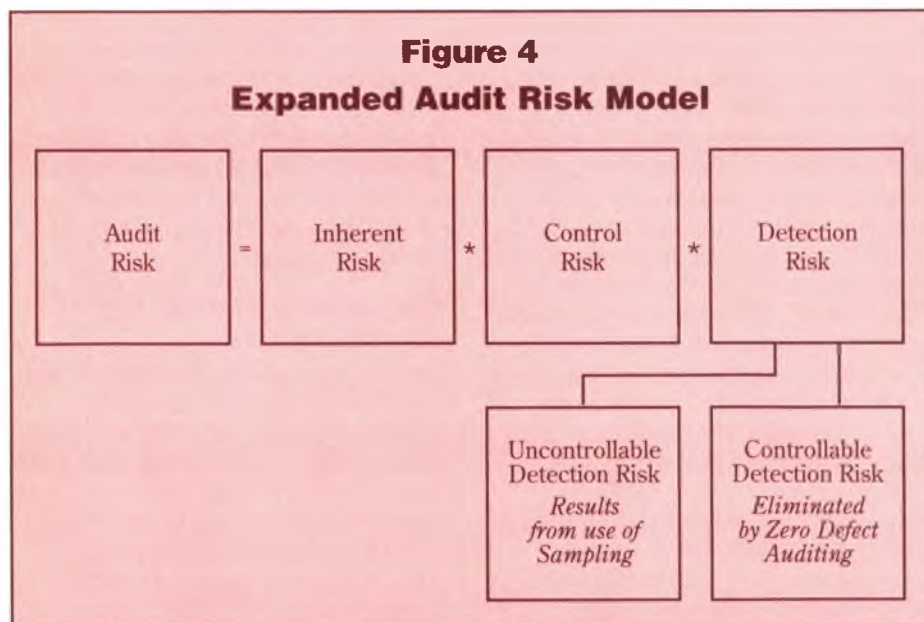 Figure 4
Expanded Audit Risk Model
Audit
Risk
=
Inherent
Risk
*
Control
Risk
*
Detection
Risk
Uncontrollable
Detection Risk
Results
from use of
Sampling
Controllable
Detection Risk
Eliminated
by Zero Defect
Auditing